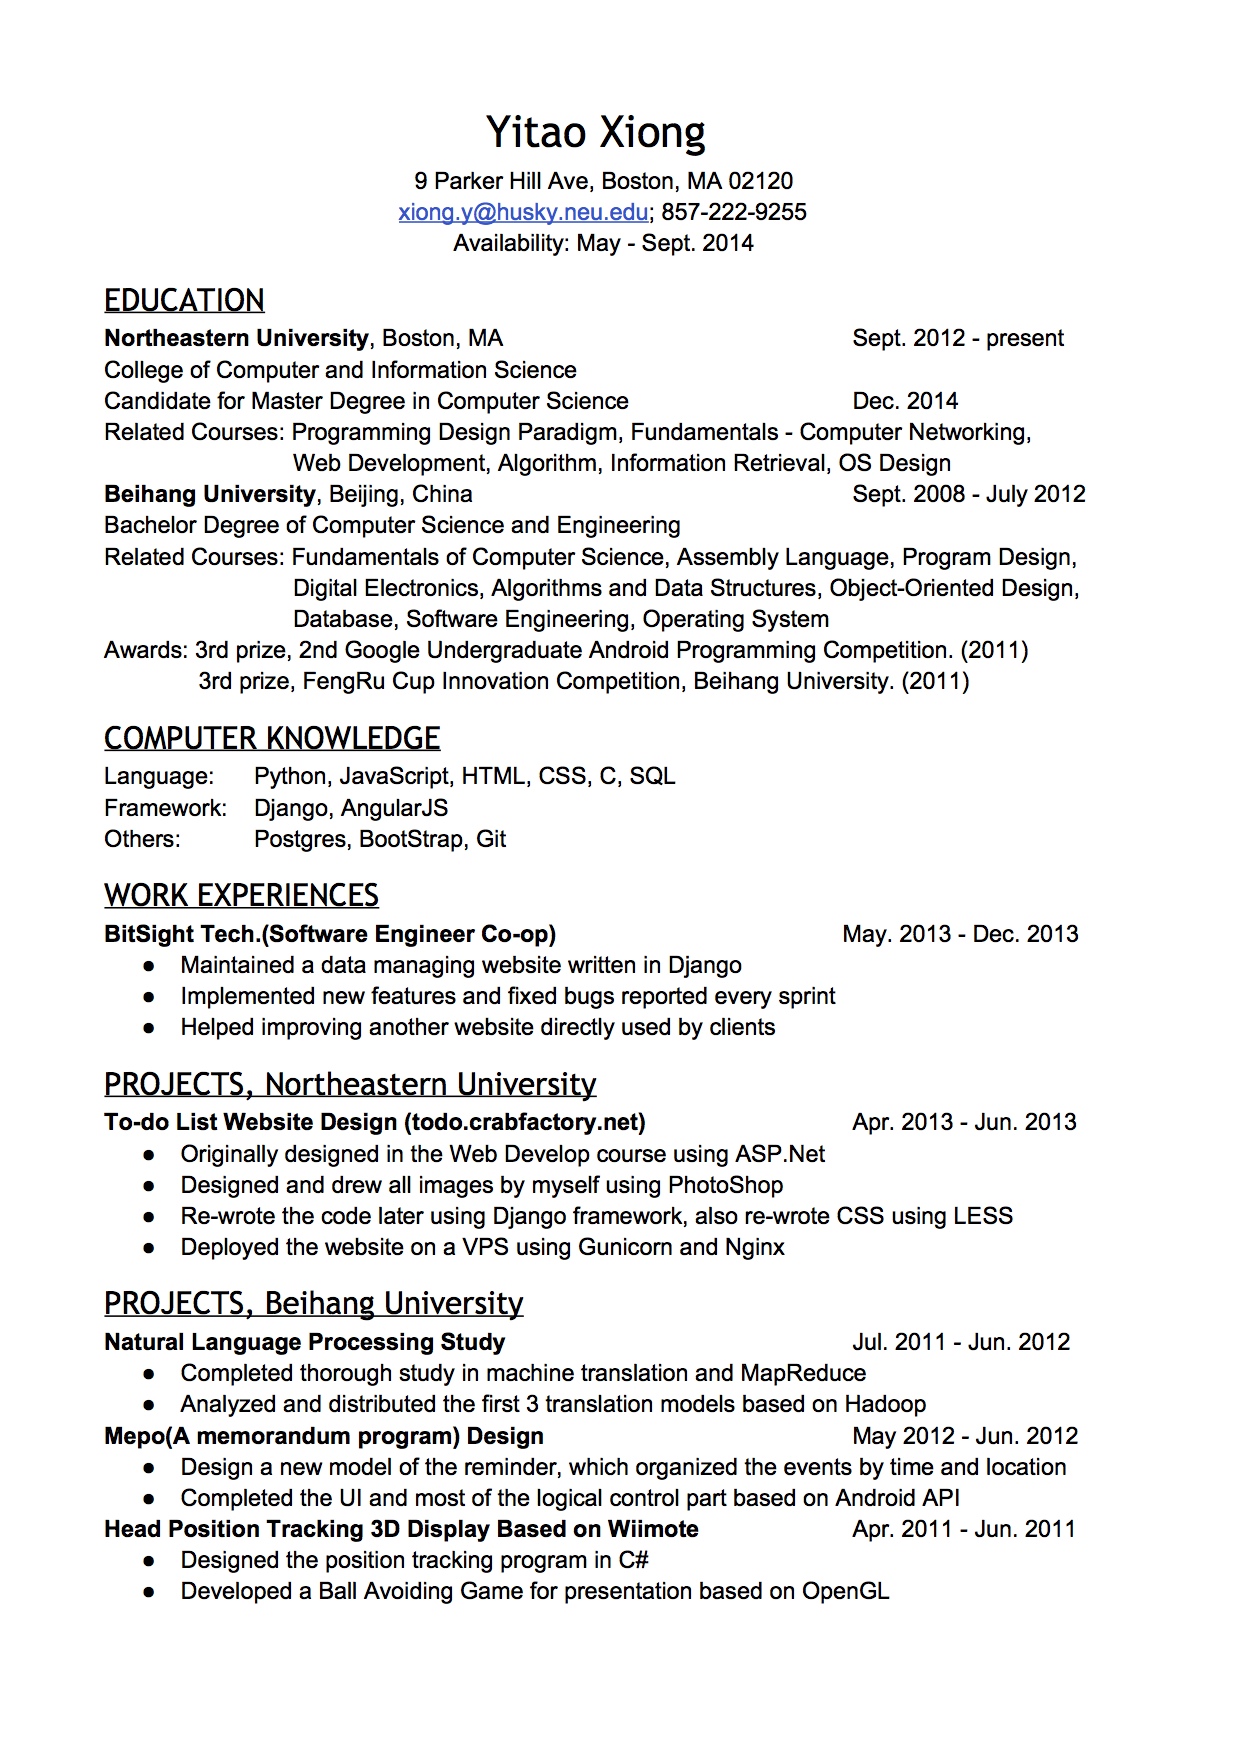 Yitao Xiong
9 Parker Hill Ave, Boston, MA 02120
xiong.y@husky.neu.edu; 857-222-9255
Availability: May - Sept. 2014
EDUCATION
Northeastern University, Boston, MA Sept. 2012 - present
College of Computer and Information Science
Candidate for Master Degree in Computer Science Dec. 2014
Related Courses: Programming Design Paradigm, Fundamentals - Computer Networking,
Web Development, Algorithm, Information Retrieval, OS Design
Beihang University, Beijing, China Sept. 2008 - July 2012
Bachelor Degree of Computer Science and Engineering
Related Courses: Fundamentals of Computer Science, Assembly Language, Program Design,
Digital Electronics, Algorithms and Data Structures, Object-Oriented Design,
Database, Software Engineering, Operating System
Awards: 3rd prize, 2nd Google Undergraduate Android Programming Competition. (2011)
3rd prize, FengRu Cup Innovation Competition, Beihang University. (2011)
COMPUTER KNOWLEDGE
Language: Python, JavaScript, HTML, CSS, C, SQL
Framework: Django, AngularJS
Others: Postgres, BootStrap, Git
WORK EXPERIENCES
BitSight Tech.(Software Engineer Co-op) May. 2013 - Dec. 2013
● Maintained a data managing website written in Django
● Implemented new features and fixed bugs reported every sprint
● Helped improving another website directly used by clients
PROJECTS, Northeastern University
To-do List Website Design (todo.crabfactory.net) Apr. 2013 - Jun. 2013
● Originally designed in the Web Develop course using ASP.Net
● Designed and drew all images by myself using PhotoShop
● Re-wrote the code later using Django framework, also re-wrote CSS using LESS
● Deployed the website on a VPS using Gunicorn and Nginx
PROJECTS, Beihang University
Natural Language Processing Study Jul. 2011 - Jun. 2012
● Completed thorough study in machine translation and MapReduce
● Analyzed and distributed the first 3 translation models based on Hadoop
Mepo(A memorandum program) Design May 2012 - Jun. 2012
● Design a new model of the reminder, which organized the events by time and location
● Completed the UI and most of the logical control part based on Android API
Head Position Tracking 3D Display Based on Wiimote Apr. 2011 - Jun. 2011
● Designed the position tracking program in C#
● Developed a Ball Avoiding Game for presentation based on OpenGL